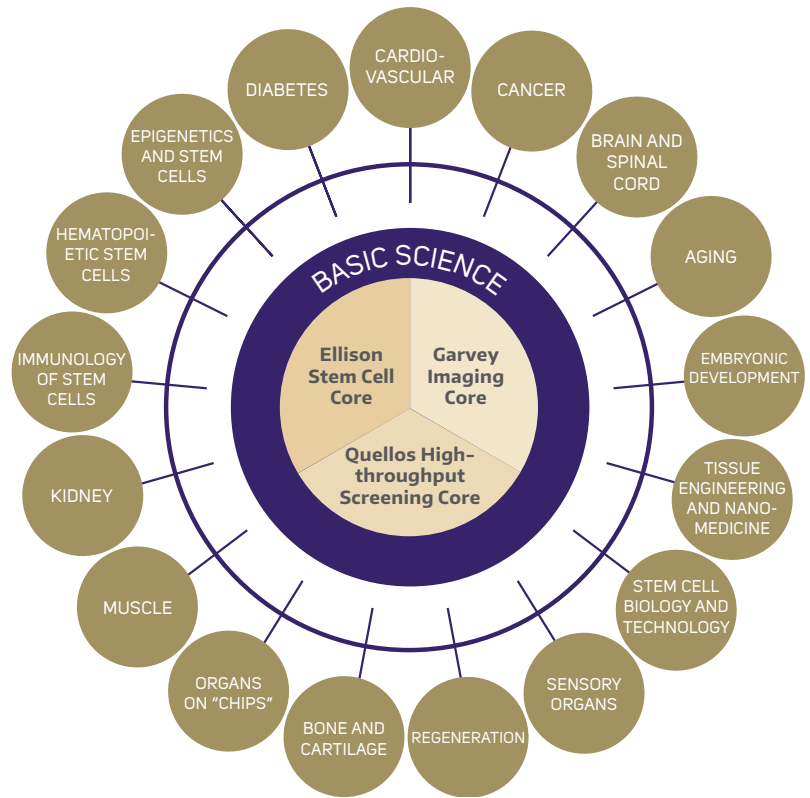 CARDIO-
VASCULAR
CANCER
BRAIN AND
SPINAL
CORD
AGING
EMBRYONIC
DEVELOPMENT
TISSUE
ENGINEERING
AND NANO-
MEDICINE
STEM CELL
BIOLOGY AND
TECHNOLOGY
SENSORY
ORGANS
REGENERATION
BONE AND
CARTILAGE
ORGANS
ON “CHIPS”
MUSCLE
KIDNEY
IMMUNOLOGY
OF STEM
CELLS
HEMATOPOI-
ETIC STEM
CELLS
EPIGENETICS
AND STEM
CELLS
DIABETES
BASIC SCIENCE
Ellison
Stem Cell
Core
Garvey
Imaging
Core
Quellos High-
throughput
Screening Core